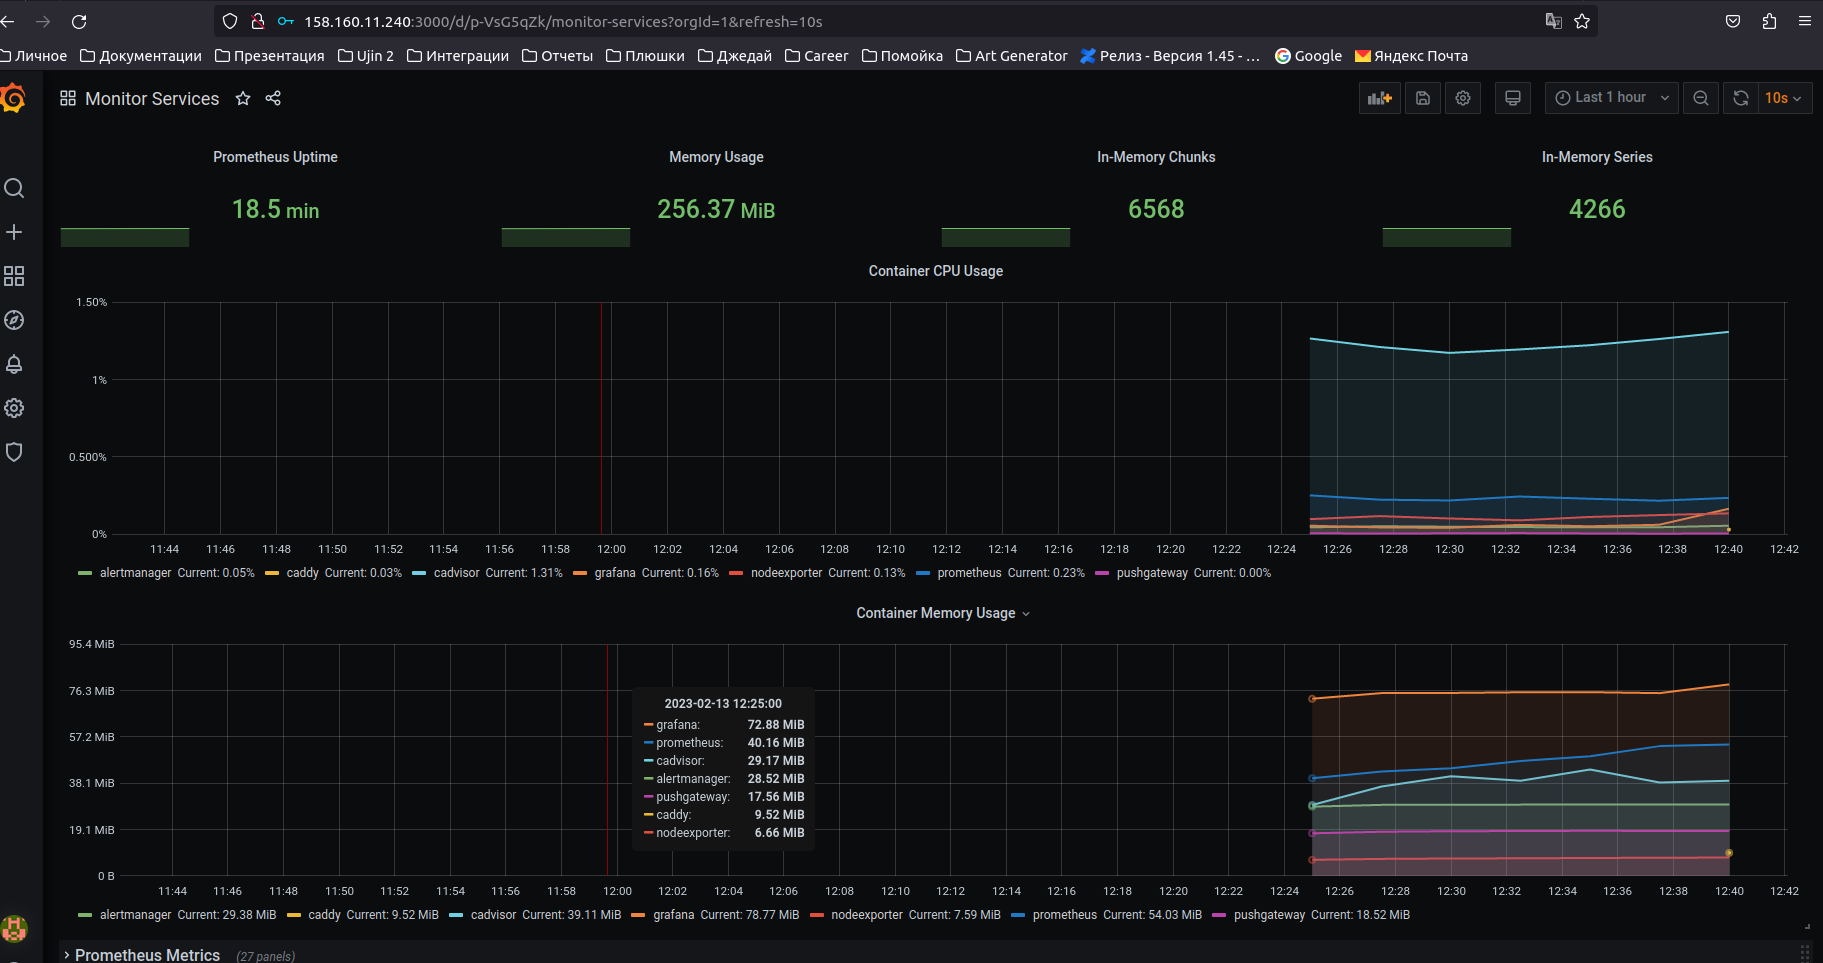 158.160.11.240:3000/d/p-VsG5qZk/monitor-services?orgId=1&refresh=10s
Личное Документации Презентация Ujin 2 Интеграции Отчеты Плюшки Джедай Career Помойка Art Generator Релиз - Версия 1.45 - ... Google Яндекс Почта
Monitor Services Last 1 hour 10s
Prometheus Uptime Memory Usage In-Memory Chunks In-Memory Series
18.5 min 256.37 MiB 6568 4266
Container CPU Usage
1.50%
1%
0.500%
0%
11:44 11:46 11:48 11:50 11:52 11:54 11:56 11:58 12:00 12:02 12:04 12:06 12:08 12:10 12:12 12:14 12:16 12:18 12:20 12:22 12:24 12:26 12:28 12:30 12:32 12:34 12:36 12:38 12:40 12:42
alertmanager Current: 0.05% caddy Current: 0.03% cadvisor Current: 1.31% grafana Current: 0.16% nodeexporter Current: 0.13% prometheus Current: 0.23% pushgateway Current: 0.00%
Container Memory Usage
95.4 MiB
76.3 MiB
57.2 MiB
38.1 MiB
19.1 MiB
0 B
2023-02-13 12:25:00
grafana: 72.88 MiB
prometheus: 40.16 MiB
cadvisor: 29.17 MiB
alertmanager: 28.52 MiB
pushgateway: 17.56 MiB
caddy: 9.52 MiB
nodeexporter: 6.66 MiB
11:44 11:46 11:48 11:50 11:52 11:54 11:56 11:58 12:00 12:02 12:04 12:06 12:08 12:10 12:12 12:14 12:16 12:18 12:20 12:22 12:24 12:26 12:28 12:30 12:32 12:34 12:36 12:38 12:40 12:42
alertmanager Current: 29.38 MiB caddy Current: 9.52 MiB cadvisor Current: 39.11 MiB grafana Current: 78.77 MiB nodeexporter Current: 7.59 MiB prometheus Current: 54.03 MiB pushgateway Current: 18.52 MiB
Prometheus Metrics (27 panels)